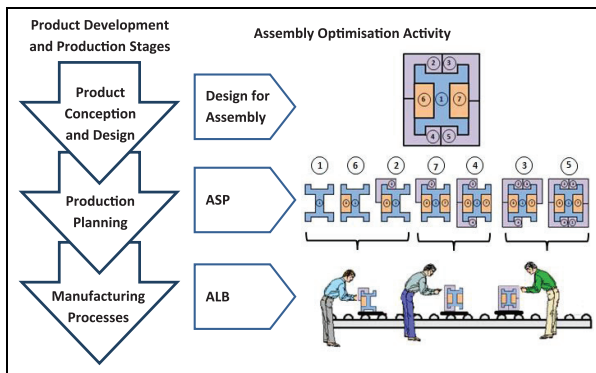 Product Development
and Production Stages
Assembly Optimisation Activity
Product
Conception
and Design
Design for
Assembly
2 3
6 1 7
4 5
1 6 2 7 4 3 5
Production
Planning
ASP
Manufacturing
Processes
ALB